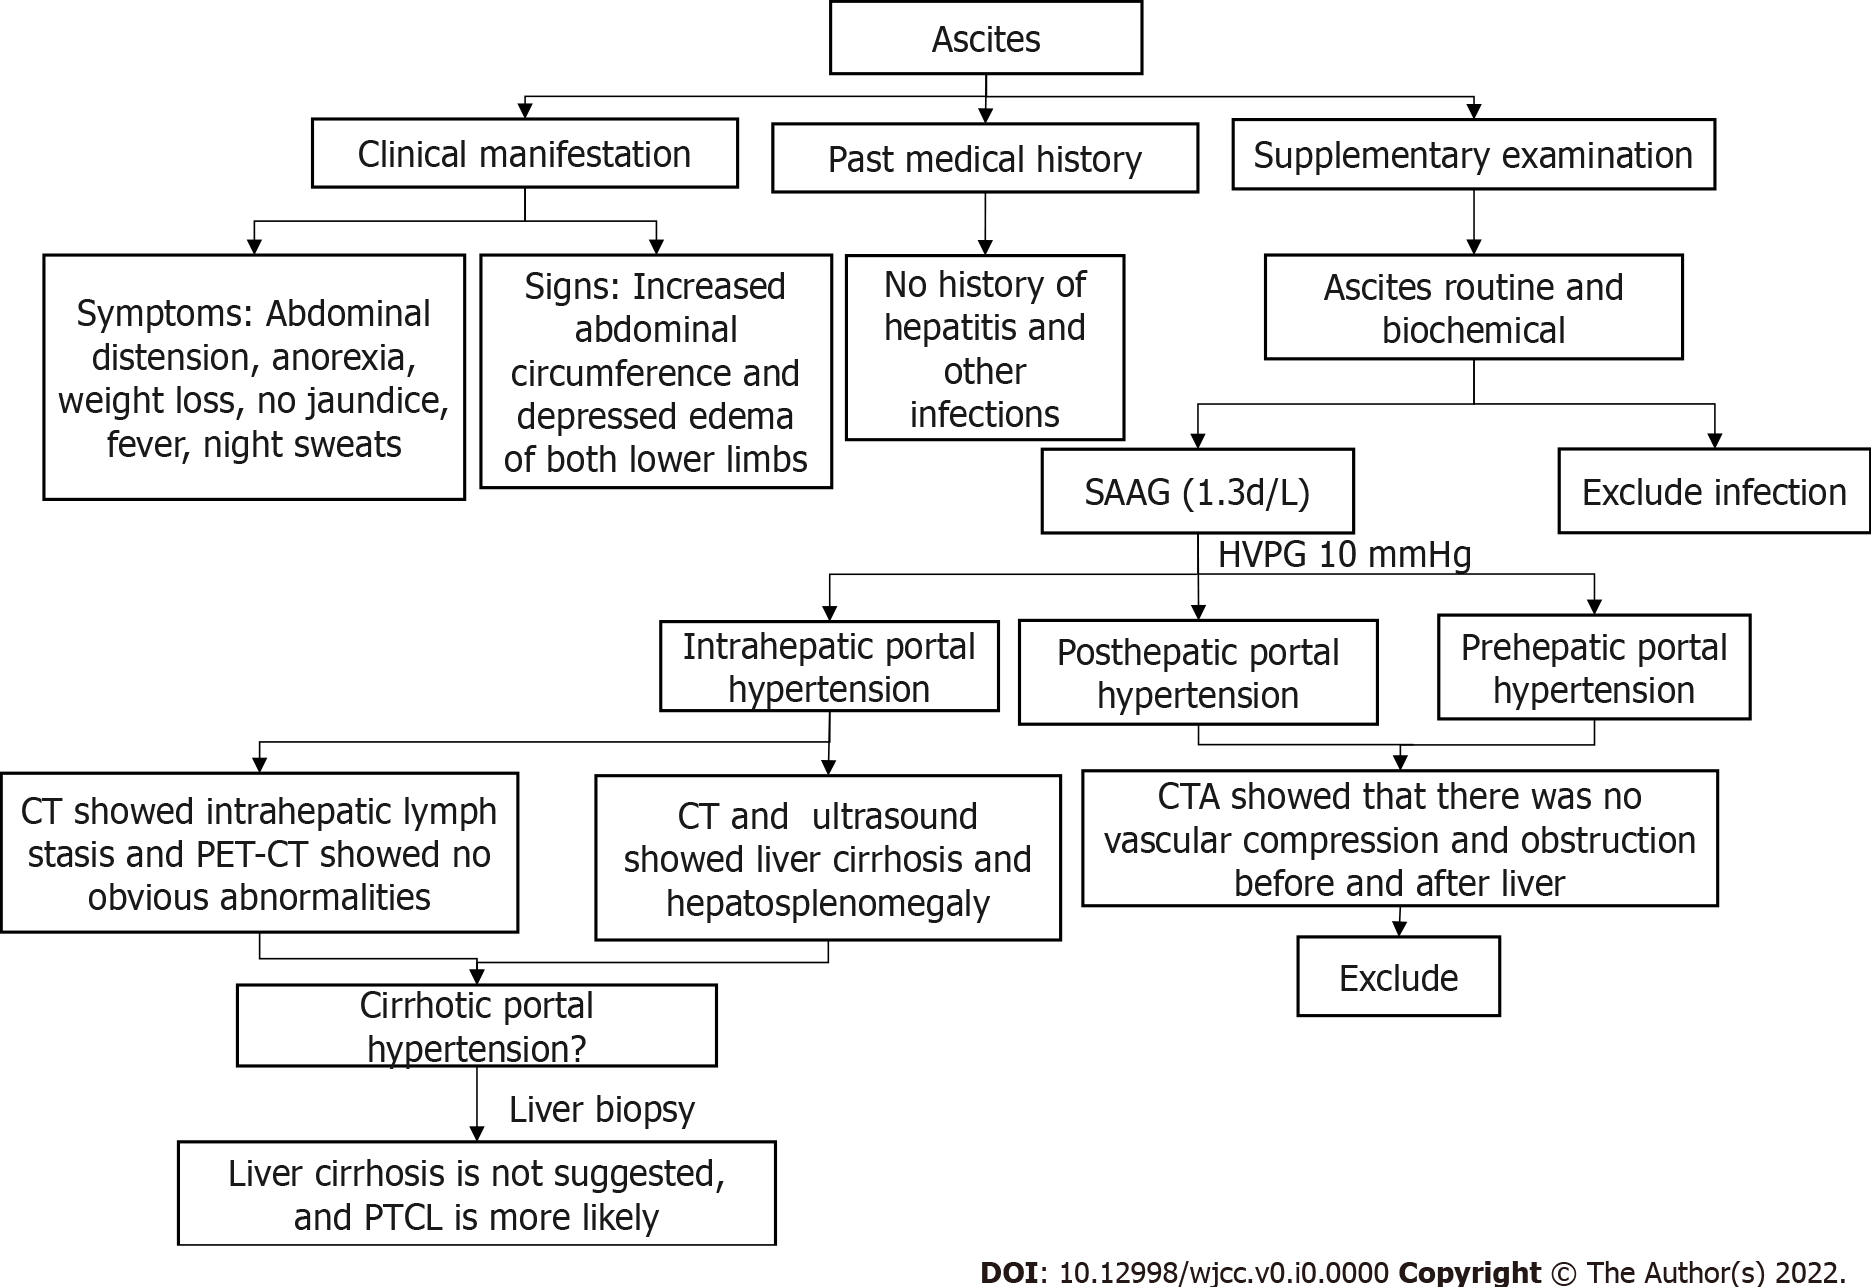 Ascites
Clinical manifestation
Past medical history
Supplementary examination
Symptoms: Abdominal
distension, anorexia,
weight loss, no jaundice,
fever, night sweats
Signs: Increased
abdominal
circumference and
depressed edema
of both lower limbs
No history of
hepatitis and
other
infections
Ascites routine and
biochemical
SAAG (1.3d/L)
Exclude infection
HVPG 10 mmHg
Intrahepatic portal
hypertension
Posthepatic portal
hypertension
Prehepatic portal
hypertension
CT showed intrahepatic lymph
stasis and PET-CT showed no
obvious abnormalities
CT and ultrasound
showed liver cirrhosis and
hepatosplenomegaly
CTA showed that there was no
vascular compression and obstruction
before and after liver
Exclude
Cirrhotic portal
hypertension?
Liver biopsy
Liver cirrhosis is not suggested,
and PTCL is more likely
DOI: 10.12998/wjcc.v0.i0.0000 Copyright © The Author(s) 2022.